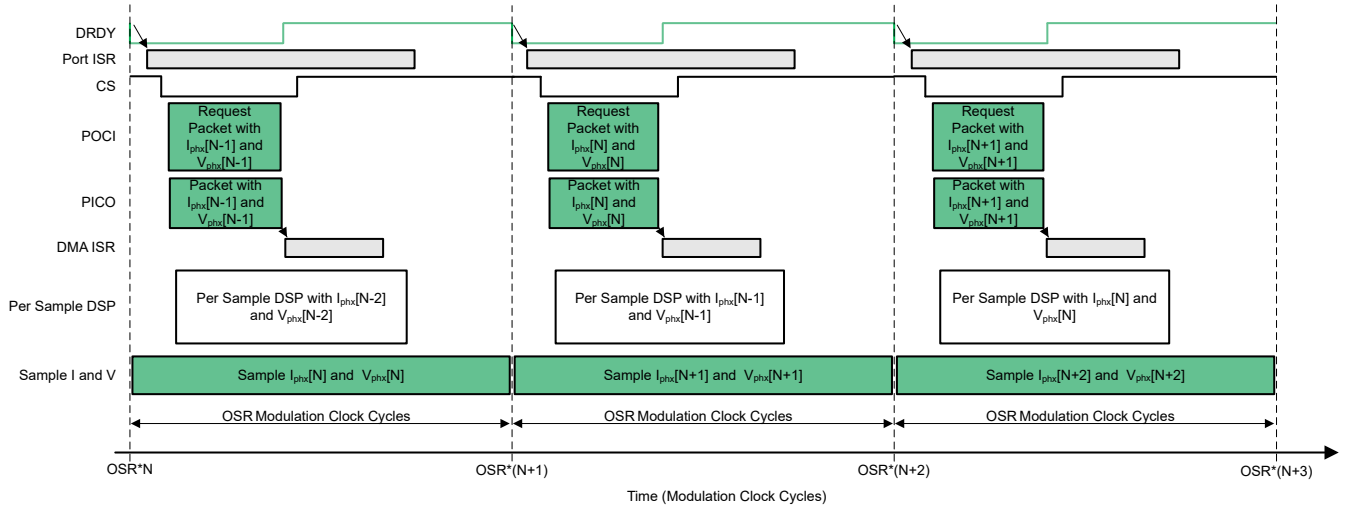 DRDY
Port ISR
CS
POCI
Request
Packet with
Iphx[N-1] and
Vphx[N-1]
Request
Packet with
Iphx[N] and
Vphx[N]
Request
Packet with
Iphx[N+1] and
Vphx[N+1]
PICO
Packet with
Iphx[N-1] and
Vphx[N-1]
Packet with
Iphx[N] and
Vphx[N]
Packet with
Iphx[N+1] and
Vphx[N+1]
DMA ISR
Per Sample DSP
Per Sample DSP with Iphx[N-2]
and Vphx[N-2]
Per Sample DSP with Iphx[N-1]
and Vphx[N-1]
Per Sample DSP with Iphx[N] and
Vphx[N]
Sample I and V
Sample Iphx[N] and Vphx[N]
Sample Iphx[N+1] and Vphx[N+1]
Sample Iphx[N+2] and Vphx[N+2]
OSR Modulation Clock Cycles
OSR Modulation Clock Cycles
OSR Modulation Clock Cycles
OSR*N
OSR*(N+1)
OSR*(N+2)
OSR*(N+3)
Time (Modulation Clock Cycles)